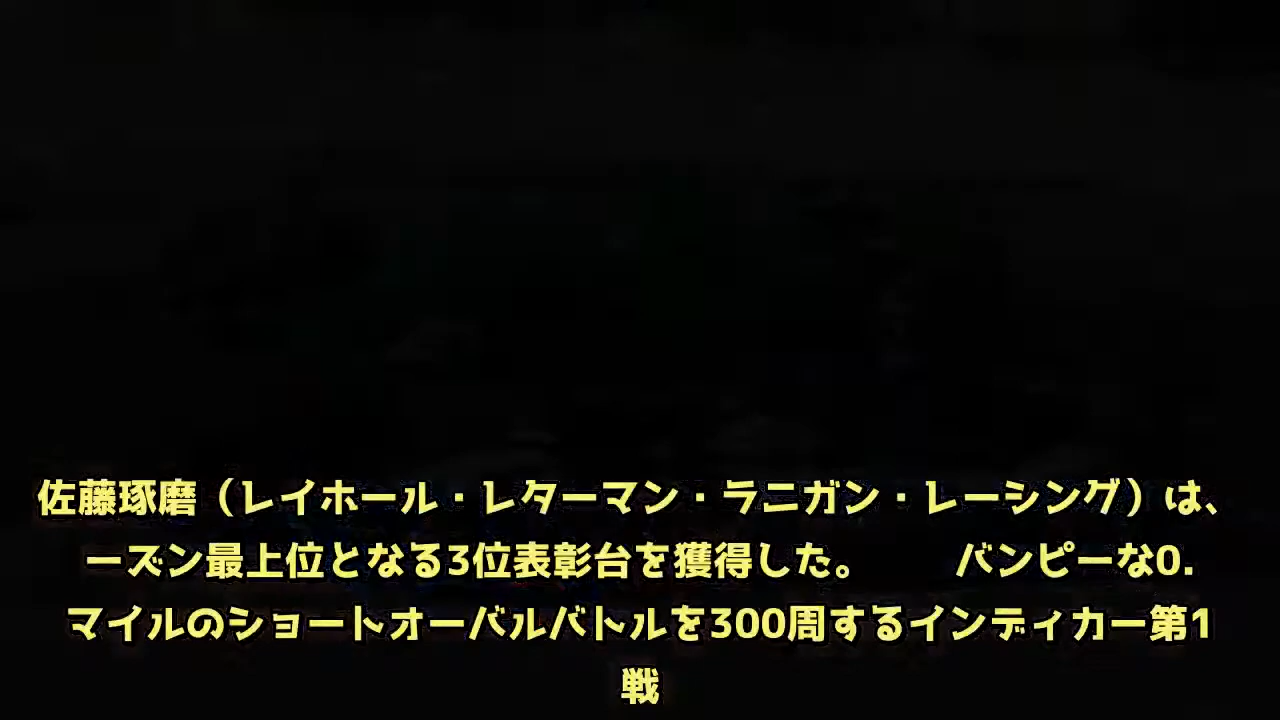 佐藤琢磨（レイホール・レターマン・ラニガン・レーシング）は、
ーズン最上位となる3位表彰台を獲得した。　　バンピーな0.
マイルのショートオーバルバトルを300周するインディカー第1
戦